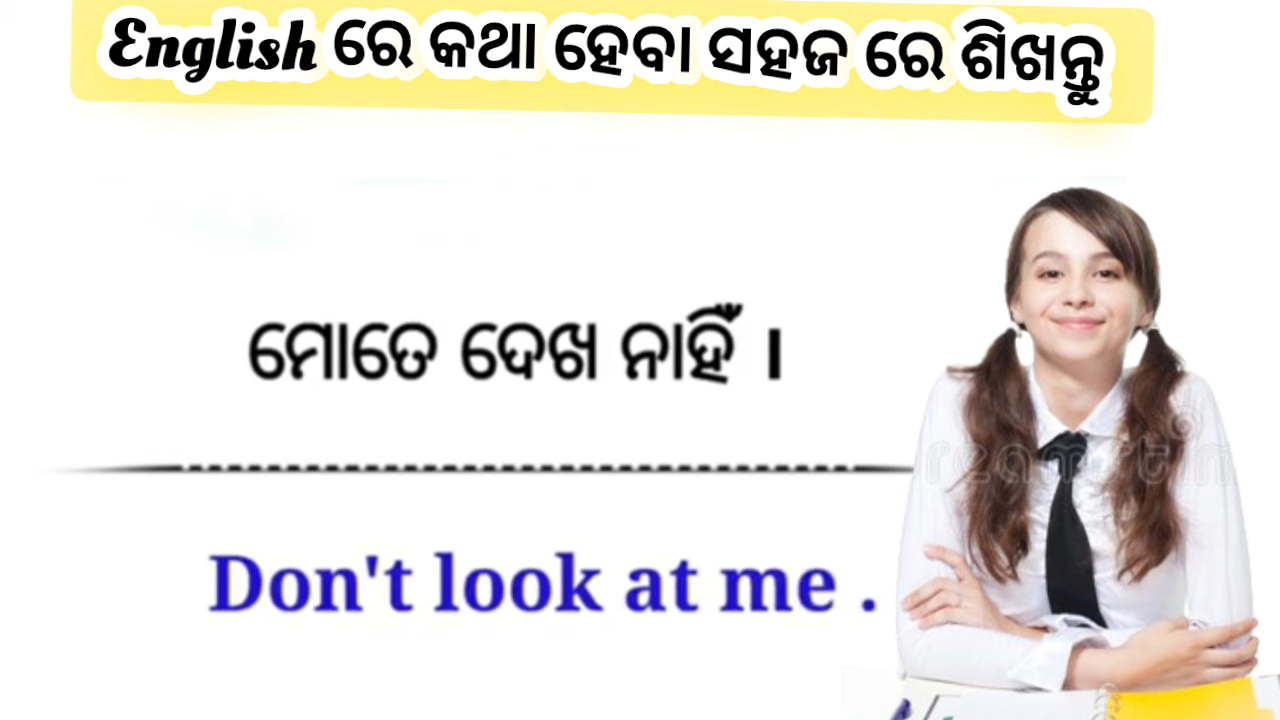 English ରେ କଥା ହେବା ସହଜ ରେ ଶିଖନ୍ତୁ
ମୋତେ ଦେଖ ନାହିଁ ।
Don't look at me .